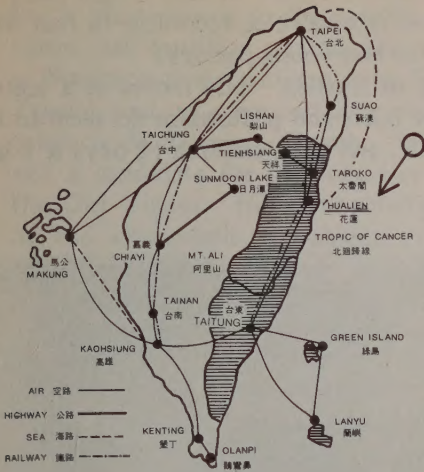 TAIPEI
台北
SUAO
蘇澳
LISHAN
梨山
TAICHUNG
台中
TIENHSIANG
天祥
SUNMOON LAKE
日月潭
TAROKO
太魯閣
HUALIEN
花蓮
TROPIC OF CANCER
北迴歸線
馬公
MAKUNG
嘉義
CHIAYI
MT. ALI
阿里山
TAINAN
台南
台東
TAITUNG
KAOHSIUNG
高雄
GREEN ISLAND
綠島
LANYU
蘭嶼
KENTING
墾丁
OLANPI
鵝鑾鼻
AIR 空路
HIGHWAY 公路
SEA 海路
RAILWAY 鐵路